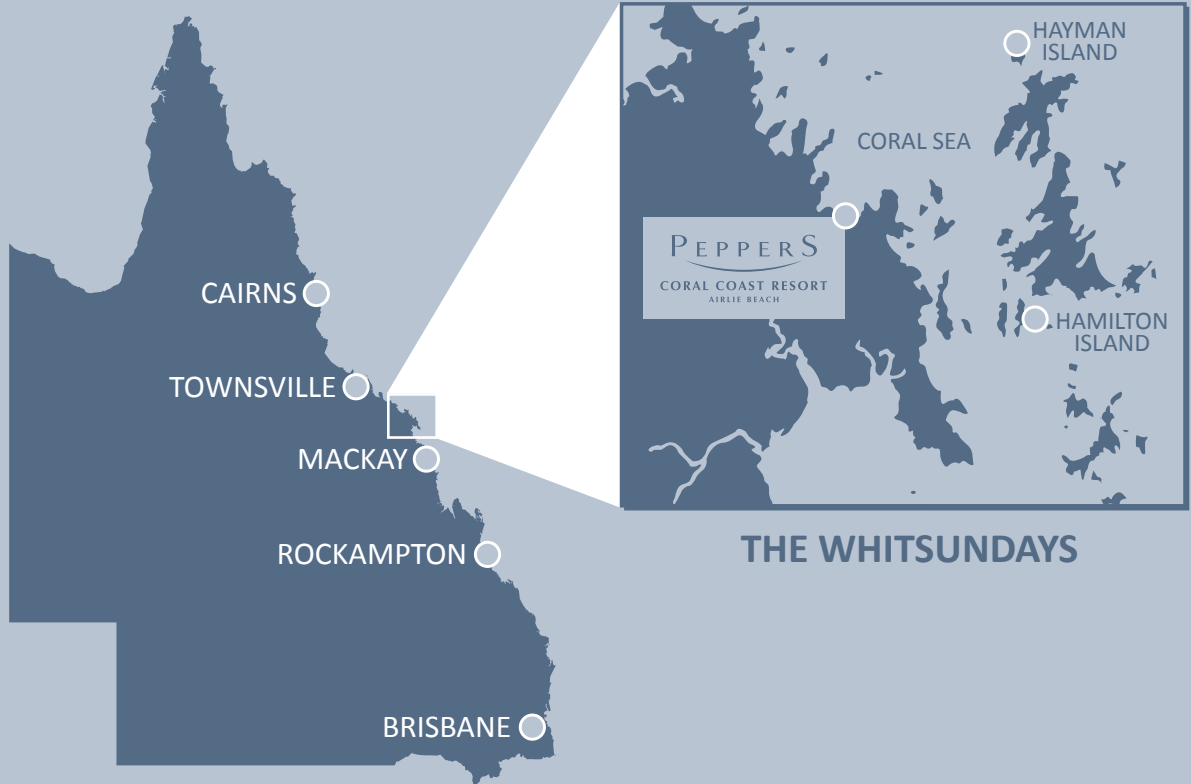 HAYMAN
ISLAND
CORAL SEA
PEPPERS
CORAL COAST RESORT
AIRLIE BEACH
HAMILTON
ISLAND
CAIRNS
TOWNSVILLE
MACKAY
ROCKAMPTON
BRISBANE
THE WHITSUNDAYS